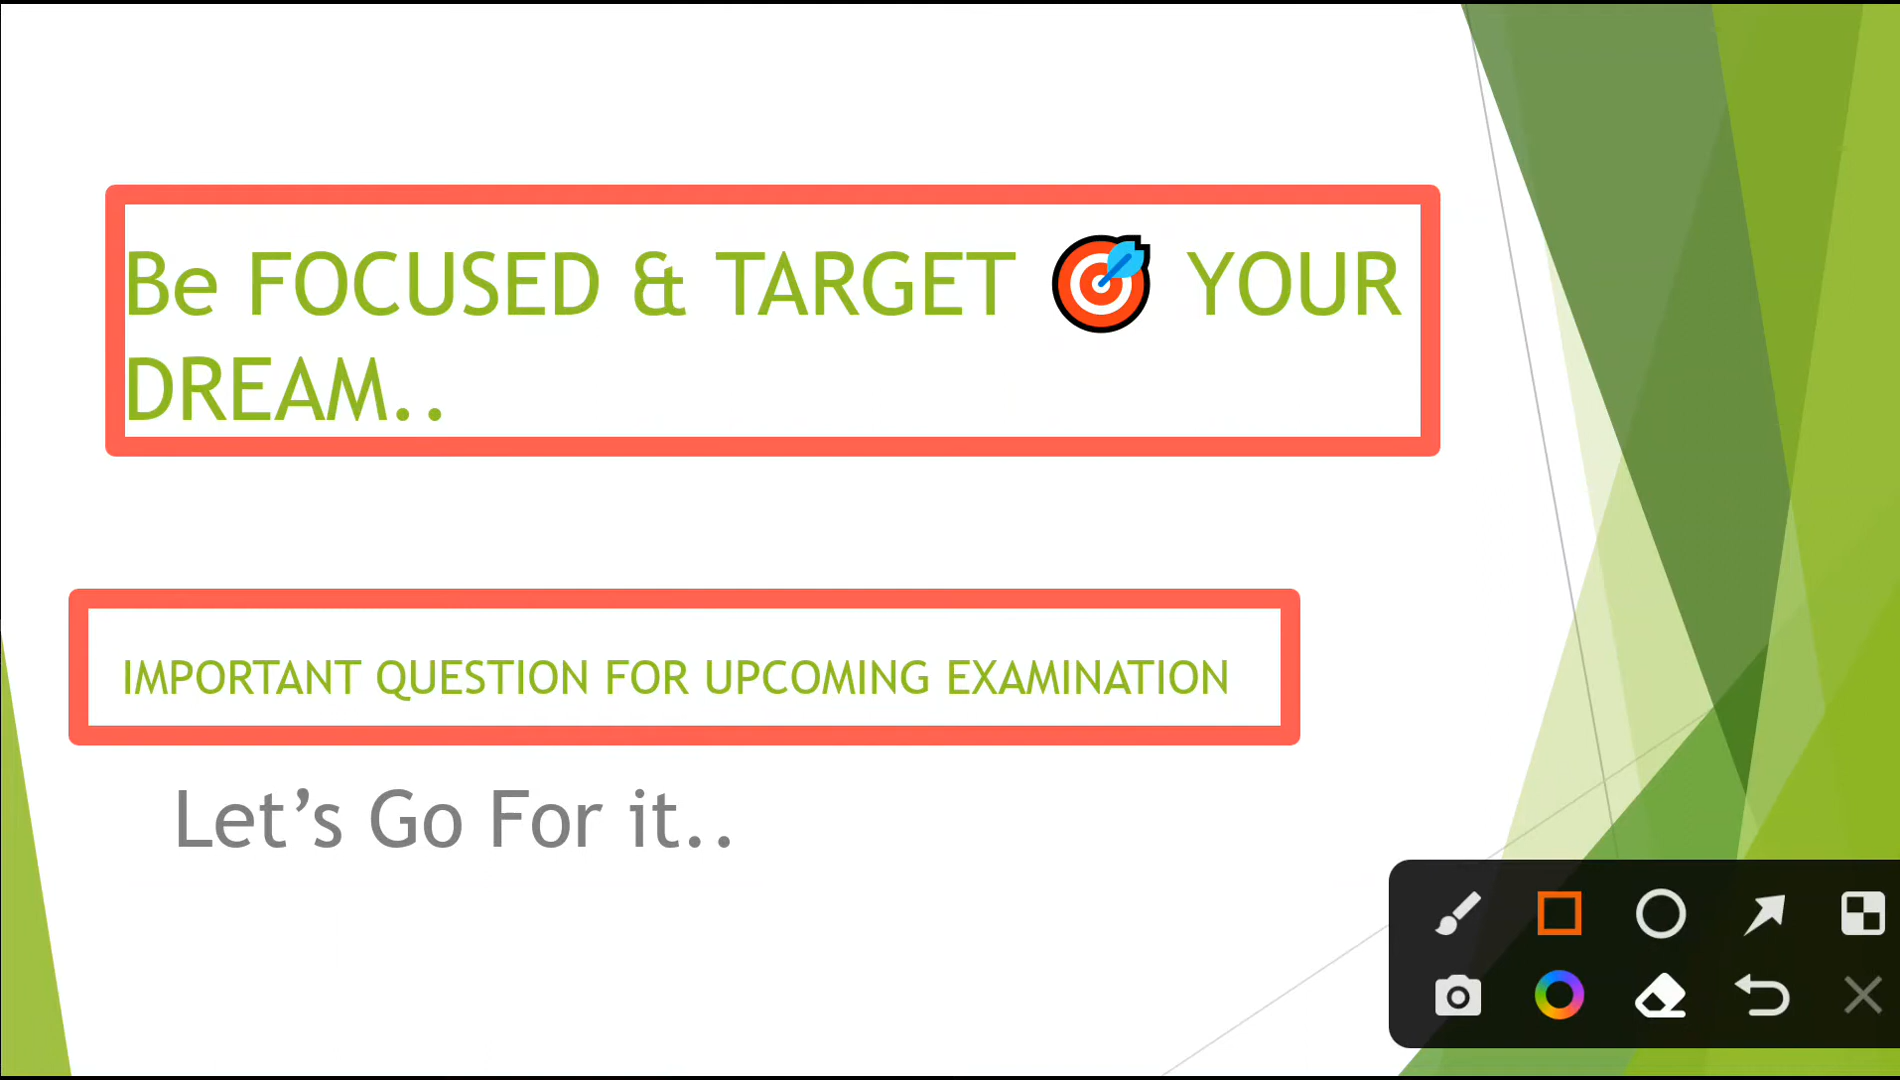 Be FOCUSED & TARGET 🎯 YOUR
DREAM..
IMPORTANT QUESTION FOR UPCOMING EXAMINATION
Let’s Go For it..